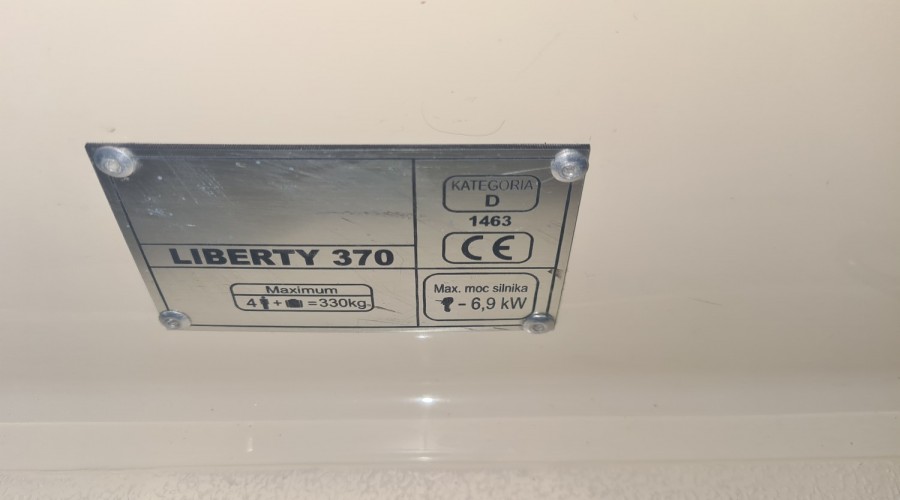 LIBERTY 370
Maximum
4 + = 330kg
KATEGORIA
D
1463
CE
Max. moc silnika
- 6,9 kW